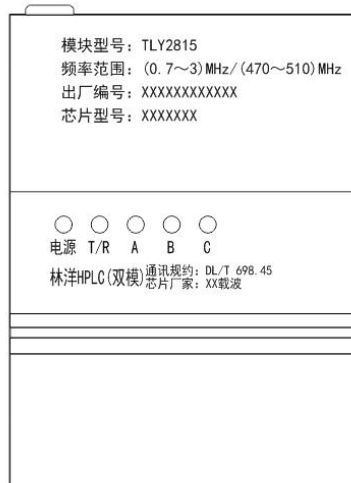 模块型号：TLY2815
频率范围：(0.7～3)MHz/(470～510)MHz
出厂编号：XXXXXXXXXXXX
芯片型号：XXXXXXX
电源 T/R A B C
林洋HPLC(双模)
通讯规约：DL/T 698.45
芯片厂家：XX载波